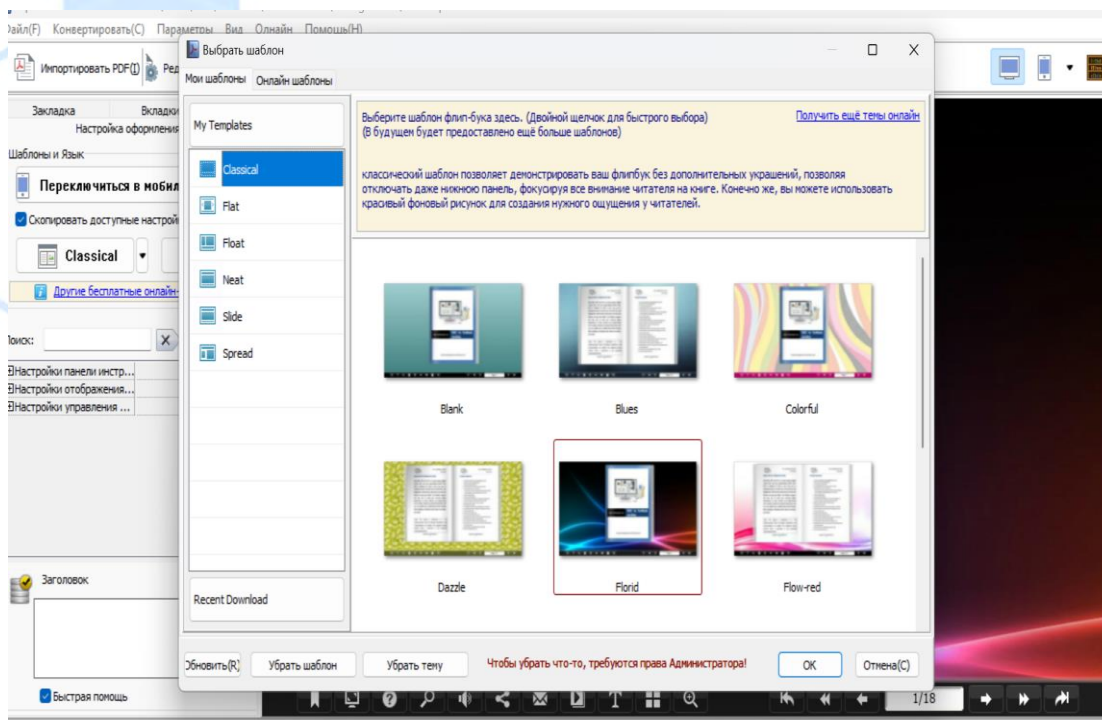 Файл(F) Конвертировать(C) Параметры Вид Онлайн Помощь(H)
Выбрать шаблон
Импортировать PDF(I)
Мои шаблоны Онлайн шаблоны
Закладка Вкладки
Настройка оформления
Шаблоны и Язык
Переключиться в
Скопировать доступные
Classical
Другие бесплатные
Поиск:
Настройки панели инстр...
Настройки отображения...
Настройки управления ...
Заголовок
Быстрая помощь
My Templates
Classical
Flat
Float
Neat
Slide
Spread
Recent Download
Выберите шаблон флип-бука здесь. (Двойной щелчок для быстрого выбора)
Получить ещё темы онлайн
(В будущем будет предоставлено ещё больше шаблонов)
классический шаблон позволяет демонстрировать ваш флипбук без дополнительных украшений, позволяя
отключать даже нижнюю панель, фокусируя все внимание читателя на книге. Конечно же, вы можете использовать
красивый фоновый рисунок для создания нужного ощущения у читателей.
Blank Blues Colorful
Dazzle Florid Flow-red
Обновить(R) Убрать шаблон Убрать тему Чтобы убрать что-то, требуются права Администратора! OK Отмена(C)
1/18